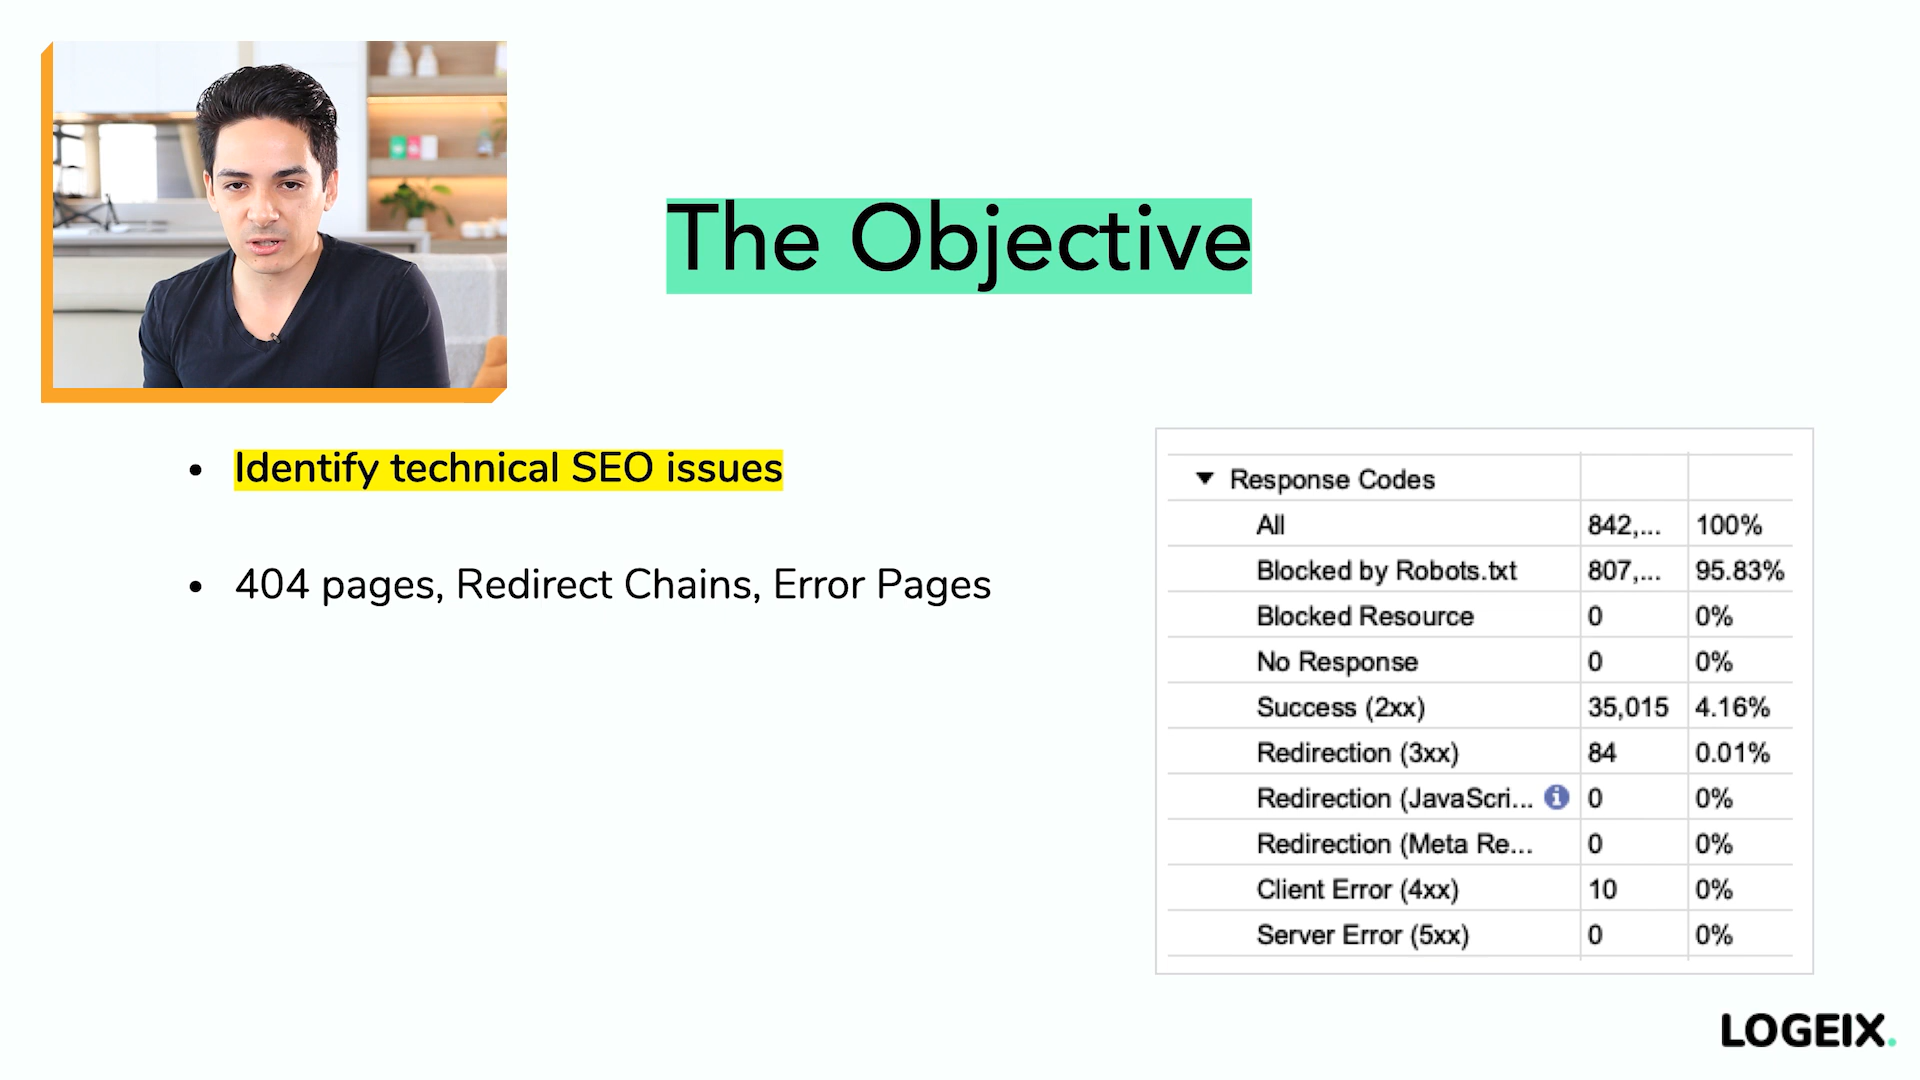 The Objective
Identify technical SEO issues
404 pages, Redirect Chains, Error Pages
Response Codes
All 842,... 100%
Blocked by Robots.txt 807,... 95.83%
Blocked Resource 0 0%
No Response 0 0%
Success (2xx) 35,015 4.16%
Redirection (3xx) 84 0.01%
Redirection (JavaScri... 0 0%
Redirection (Meta Re... 0 0%
Client Error (4xx) 10 0%
Server Error (5xx) 0 0%
LOGEIX.